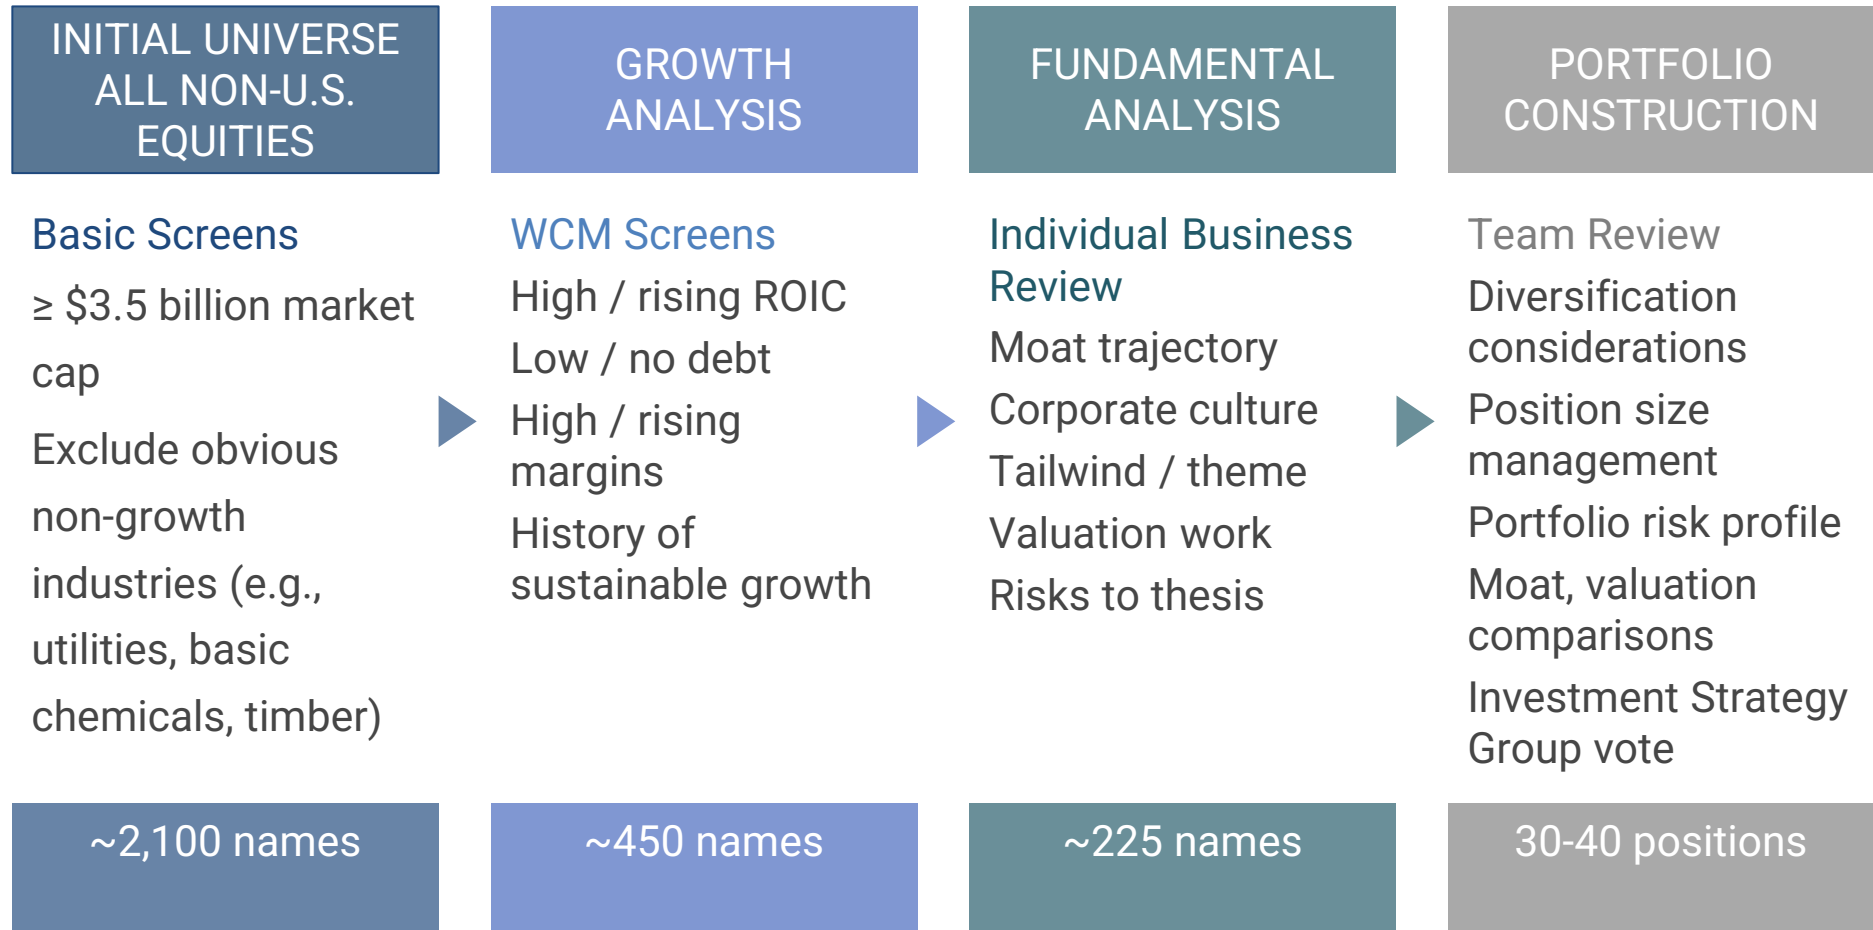 INITIAL UNIVERSE
ALL NON-U.S.
EQUITIES
Basic Screens
≥ $3.5 billion market
cap
Exclude obvious
non-growth
industries (e.g.,
utilities, basic
chemicals, timber)
~2,100 names
GROWTH
ANALYSIS
WCM Screens
High / rising ROIC
Low / no debt
High / rising
margins
History of
sustainable growth
~450 names
FUNDAMENTAL
ANALYSIS
Individual Business
Review
Moat trajectory
Corporate culture
Tailwind / theme
Valuation work
Risks to thesis
~225 names
PORTFOLIO
CONSTRUCTION
Team Review
Diversification
considerations
Position size
management
Portfolio risk profile
Moat, valuation
comparisons
Investment Strategy
Group vote
30-40 positions